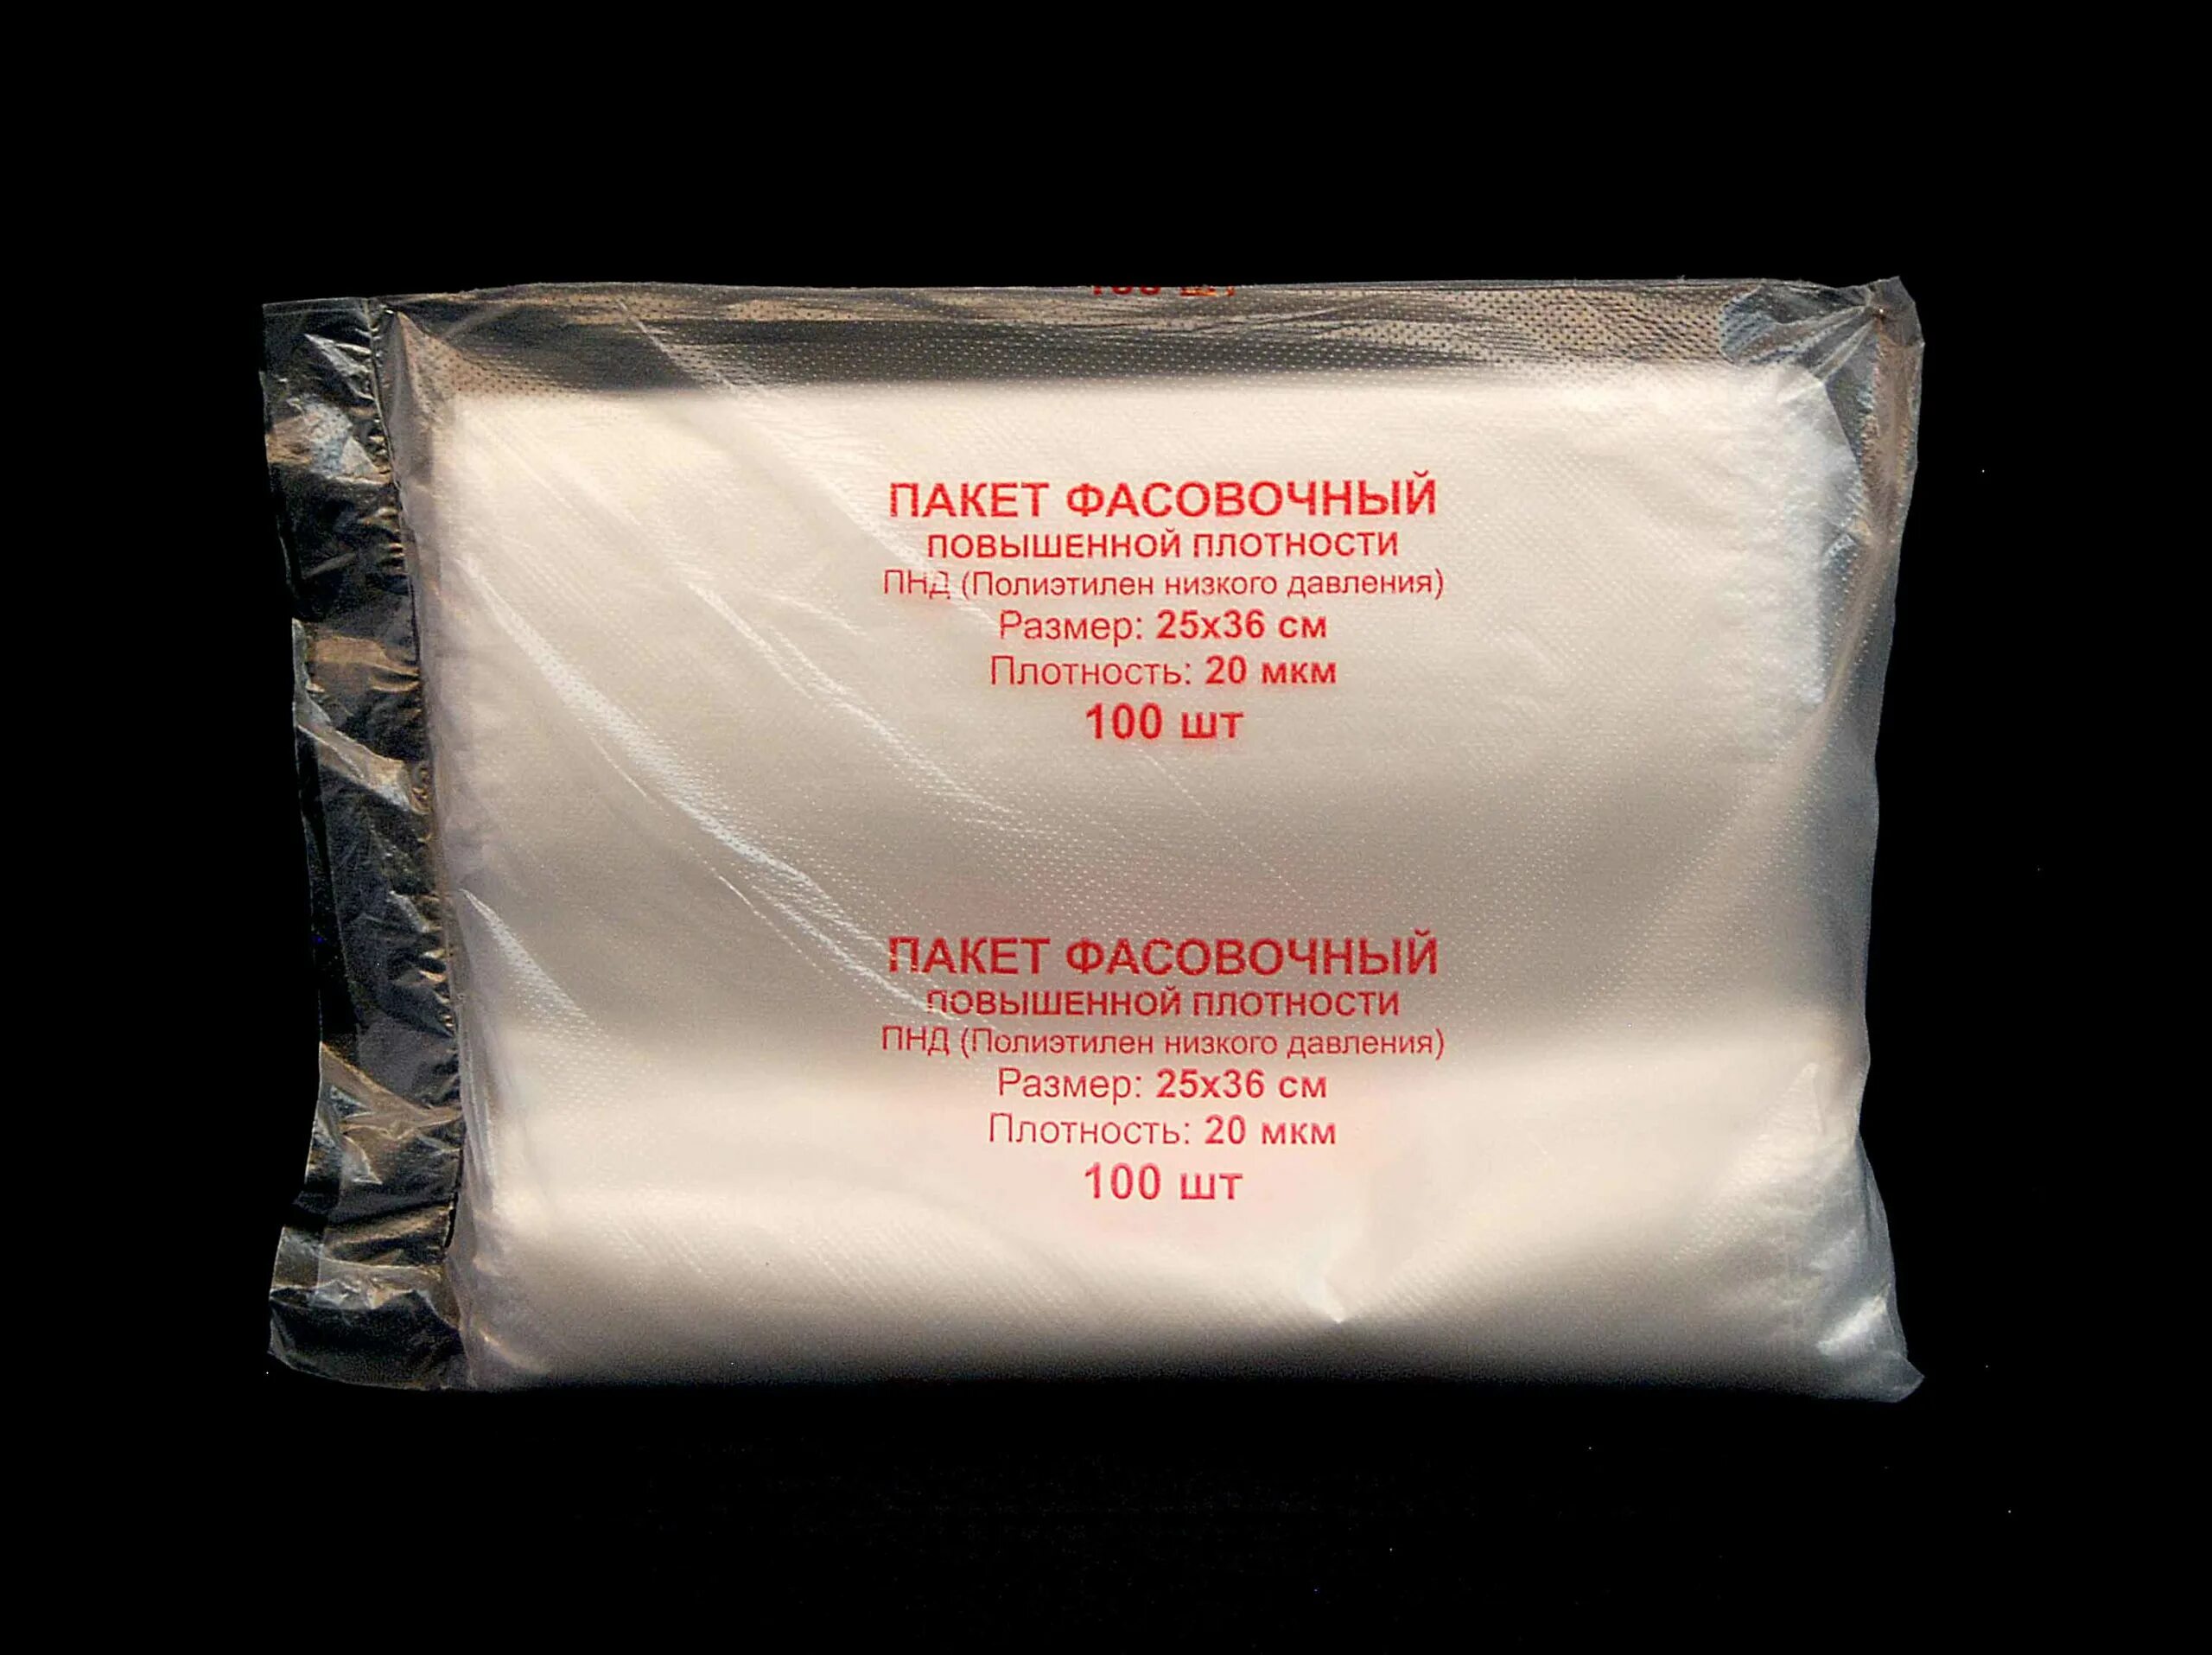 ПАКЕТ ФАСОВОЧНЫЙ
ПОВЫШЕННОЙ ПЛОТНОСТИ
ПНД (Полиэтилен низкого давления)
Размер: 25х36 см
Плотность: 20 мкм
100 шт
ПАКЕТ ФАСОВОЧНЫЙ
ПОВЫШЕННОЙ ПЛОТНОСТИ
ПНД (Полиэтилен низкого давления)
Размер: 25х36 см
Плотность: 20 мкм
100 шт